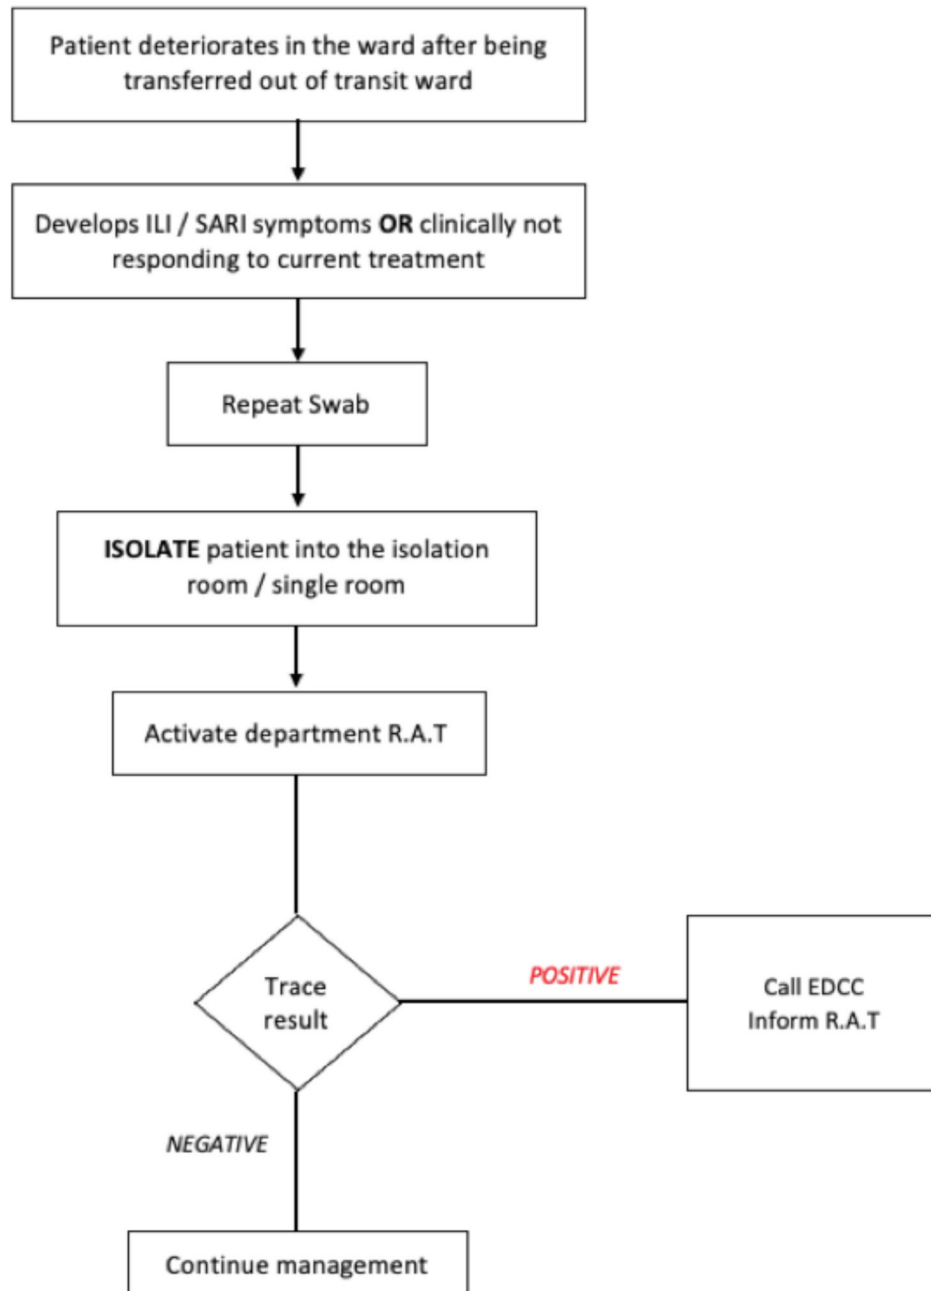 Patient deteriorates in the ward after being
transferred out of transit ward
Develops ILI / SARI symptoms OR clinically not
responding to current treatment
Repeat Swab
ISOLATE patient into the isolation
room / single room
Activate department R.A.T
Trace
result
POSITIVE
Call EDCC
Inform R.A.T
NEGATIVE
Continue management